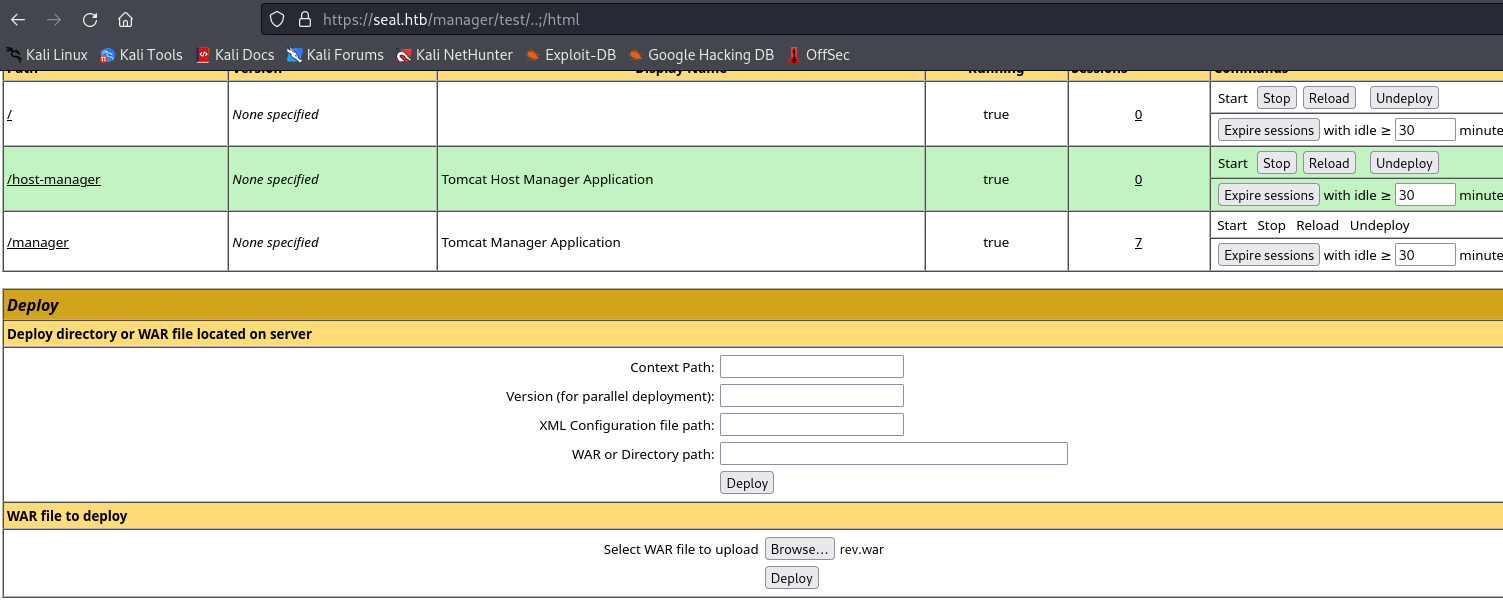 https://seal.htb/manager/test/..;/html
Kali Linux Kali Tools Kali Docs Kali Forums Kali NetHunter Exploit-DB Google Hacking DB OffSec
Path Version Display Name Running Sessions Commands
/ None specified true 0 Start Stop Reload Undeploy
Expire sessions with idle ≥ 30 minute
/host-manager None specified Tomcat Host Manager Application true 0 Start Stop Reload Undeploy
Expire sessions with idle ≥ 30 minute
/manager None specified Tomcat Manager Application true 7 Start Stop Reload Undeploy
Expire sessions with idle ≥ 30 minute
Deploy
Deploy directory or WAR file located on server
Context Path:
Version (for parallel deployment):
XML Configuration file path:
WAR or Directory path:
Deploy
WAR file to deploy
Select WAR file to upload Browse... rev.war
Deploy